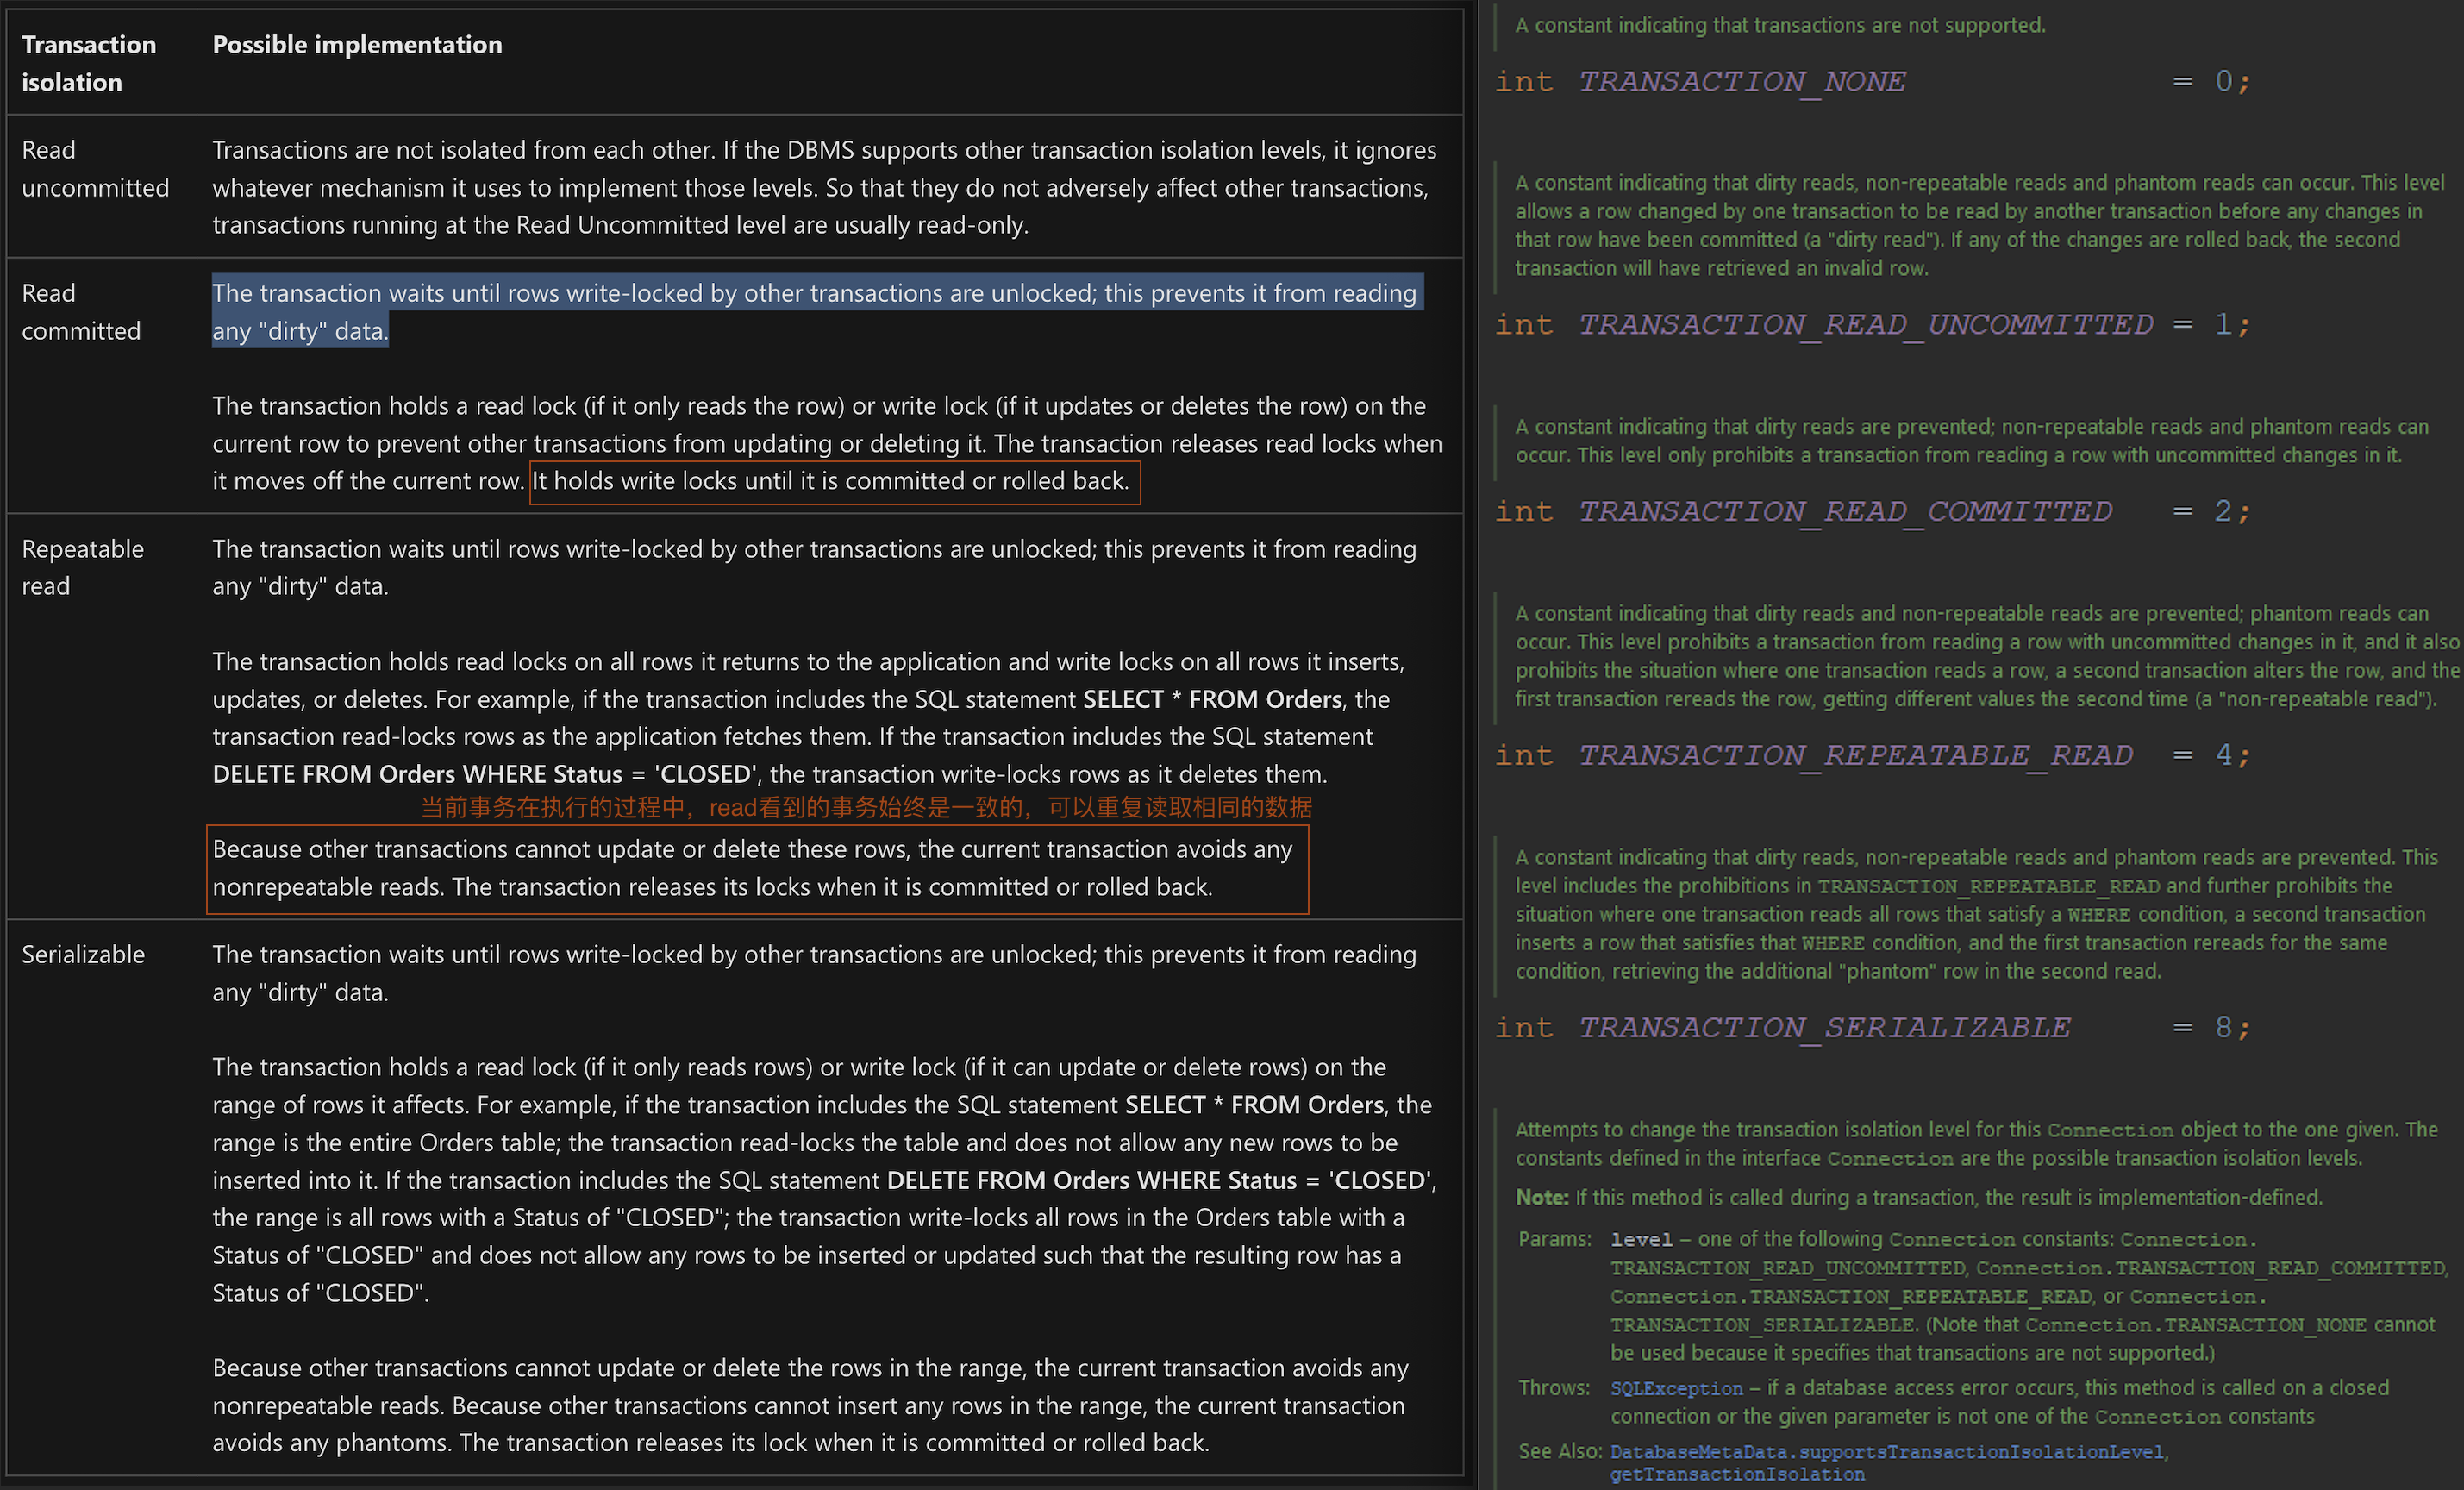 Transaction
isolation
Possible implementation
Read
uncommitted
Transactions are not isolated from each other. If the DBMS supports other transaction isolation levels, it ignores
whatever mechanism it uses to implement those levels. So that they do not adversely affect other transactions,
transactions running at the Read Uncommitted level are usually read-only.
Read
committed
The transaction waits until rows write-locked by other transactions are unlocked; this prevents it from reading
any "dirty" data.
The transaction holds a read lock (if it only reads the row) or write lock (if it updates or deletes the row) on the
current row to prevent other transactions from updating or deleting it. The transaction releases read locks when
it moves off the current row. It holds write locks until it is committed or rolled back.
Repeatable
read
The transaction waits until rows write-locked by other transactions are unlocked; this prevents it from reading
any "dirty" data.
The transaction holds read locks on all rows it returns to the application and write locks on all rows it inserts,
updates, or deletes. For example, if the transaction includes the SQL statement SELECT * FROM Orders, the
transaction read-locks rows as the application fetches them. If the transaction includes the SQL statement
DELETE FROM Orders WHERE Status = 'CLOSED', the transaction write-locks rows as it deletes them.
当前事务在执行的过程中，read看到的事务始终是一致的，可以重复读取相同的数据
Because other transactions cannot update or delete these rows, the current transaction avoids any
nonrepeatable reads. The transaction releases its locks when it is committed or rolled back.
Serializable
The transaction waits until rows write-locked by other transactions are unlocked; this prevents it from reading
any "dirty" data.
The transaction holds a read lock (if it only reads rows) or write lock (if it can update or delete rows) on the
range of rows it affects. For example, if the transaction includes the SQL statement SELECT * FROM Orders, the
range is the entire Orders table; the transaction read-locks the table and does not allow any new rows to be
inserted into it. If the transaction includes the SQL statement DELETE FROM Orders WHERE Status = 'CLOSED',
the range is all rows with a Status of "CLOSED"; the transaction write-locks all rows in the Orders table with a
Status of "CLOSED" and does not allow any rows to be inserted or updated such that the resulting row has a
Status of "CLOSED".
Because other transactions cannot update or delete the rows in the range, the current transaction avoids any
nonrepeatable reads. Because other transactions cannot insert any rows in the range, the current transaction
avoids any phantoms. The transaction releases its lock when it is committed or rolled back.
A constant indicating that transactions are not supported.
int TRANSACTION_NONE = 0;
A constant indicating that dirty reads, non-repeatable reads and phantom reads can occur. This level
allows a row changed by one transaction to be read by another transaction before any changes in
that row have been committed (a "dirty read"). If any of the changes are rolled back, the second
transaction will have retrieved an invalid row.
int TRANSACTION_READ_UNCOMMITTED = 1;
A constant indicating that dirty reads are prevented; non-repeatable reads and phantom reads can
occur. This level only prohibits a transaction from reading a row with uncommitted changes in it.
int TRANSACTION_READ_COMMITTED = 2;
A constant indicating that dirty reads and non-repeatable reads are prevented; phantom reads can
occur. This level prohibits a transaction from reading a row with uncommitted changes in it, and it also
prohibits the situation where one transaction reads a row, a second transaction alters the row, and the
first transaction rereads the row, getting different values the second time (a "non-repeatable read").
int TRANSACTION_REPEATABLE_READ = 4;
A constant indicating that dirty reads, non-repeatable reads and phantom reads are prevented. This
level includes the prohibitions in TRANSACTION_REPEATABLE_READ and further prohibits the
situation where one transaction reads all rows that satisfy a WHERE condition, a second transaction
inserts a row that satisfies that WHERE condition, and the first transaction rereads for the same
condition, retrieving the additional "phantom" row in the second read.
int TRANSACTION_SERIALIZABLE = 8;
Attempts to change the transaction isolation level for this Connection object to the one given. The
constants defined in the interface Connection are the possible transaction isolation levels.
Note: If this method is called during a transaction, the result is implementation-defined.
Params: level – one of the following Connection constants: Connection.
TRANSACTION_READ_UNCOMMITTED, Connection.TRANSACTION_READ_COMMITTED,
Connection.TRANSACTION_REPEATABLE_READ, or Connection.
TRANSACTION_SERIALIZABLE. (Note that Connection.TRANSACTION_NONE cannot
be used because it specifies that transactions are not supported.)
Throws: SQLException – if a database access error occurs, this method is called on a closed
connection or the given parameter is not one of the Connection constants
See Also: DatabaseMetaData.supportsTransactionIsolationLevel,
getTransactionIsolation